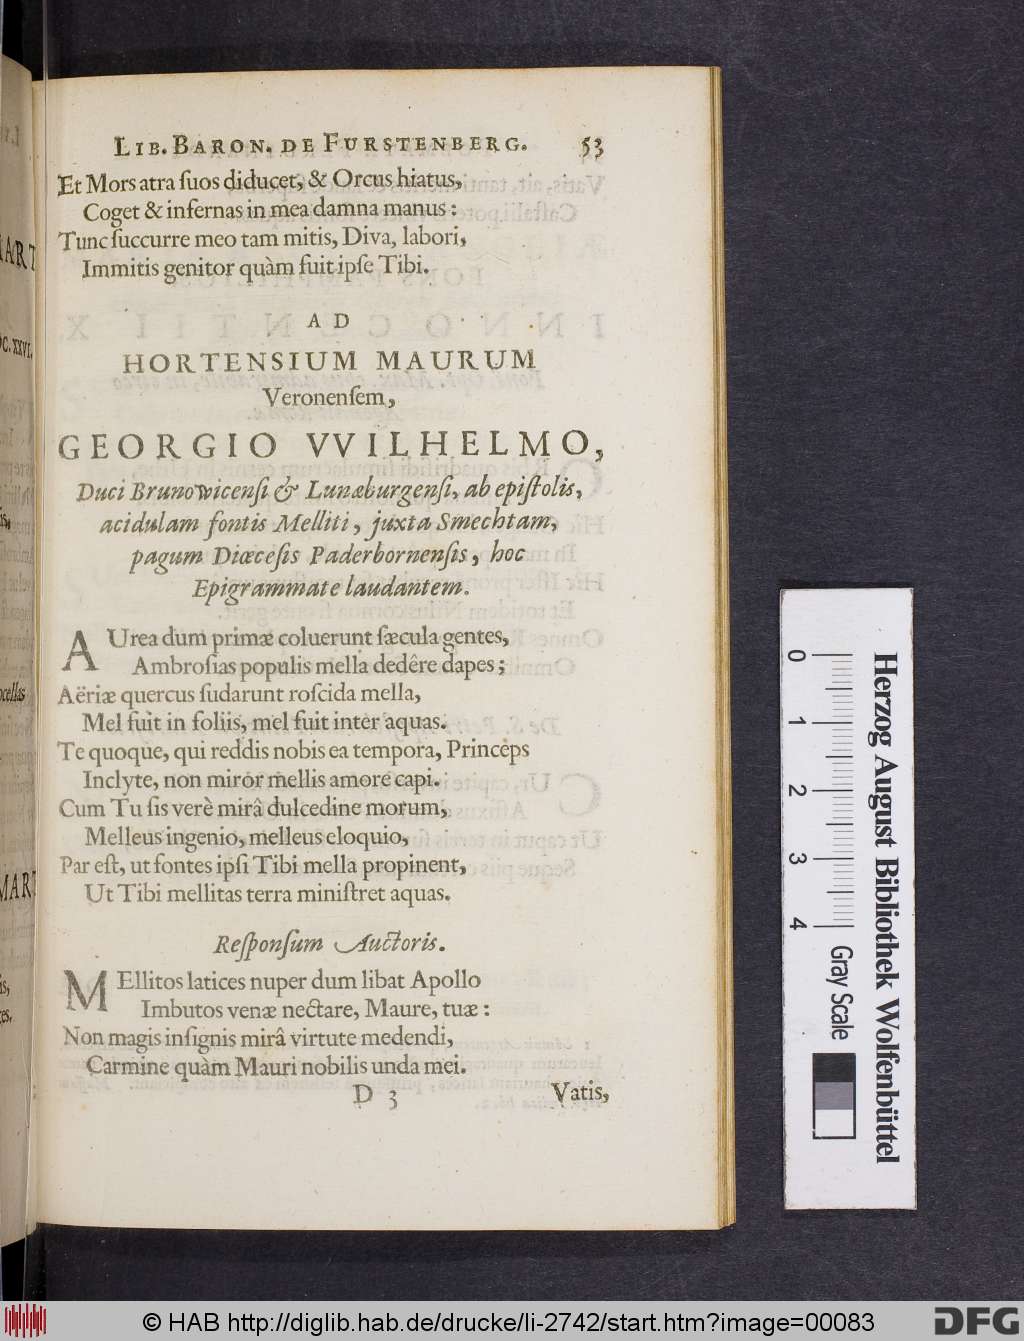 LIB. BARON. DE FURSTENBERG. 53
Et Mors atra ſuos diducet, & Orcus hiatus,
Coget & infernas in mea damna manus :
Tunc ſuccurre meo tam mitis, Diva, labori,
Immitis genitor quàm fuit ipſe Tibi.
AD
HORTENSIUM MAURUM
Veronenſem,
GEORGIO VVILHELMO,
Duci Brunowicenſi & Lunæburgenſi, ab epiſtolis,
acidulam fontis Melliti, juxta Smechtam,
pagum Diœceſis Paderbornenſis, hoc
Epigrammate laudantem.
AUrea dum primæ coluerunt ſæcula gentes,
Ambroſias populis mella dedêre dapes ;
Aëriæ quercus ſudarunt roſcida mella,
Mel fuit in foliis, mel fuit inter aquas.
Te quoque, qui reddis nobis ea tempora, Princeps
Inclyte, non miror mellis amore capi.
Cum Tu ſis verè mirâ dulcedine morum,
Melleus ingenio, melleus eloquio,
Par eſt, ut fontes ipſi Tibi mella propinent,
Ut Tibi mellitas terra miniſtret aquas.
Reſponſum Auctoris.
MEllitos latices nuper dum libat Apollo
Imbutos venæ nectare, Maure, tuæ :
Non magis inſignis mirâ virtute medendi,
Carmine quàm Mauri nobilis unda mei.
D 3 Vatis,
0 1 2 3 4 Gray Scale
Herzog August Bibliothek Wolfenbüttel
© HAB http://diglib.hab.de/drucke/li-2742/start.htm?image=00083
DFG